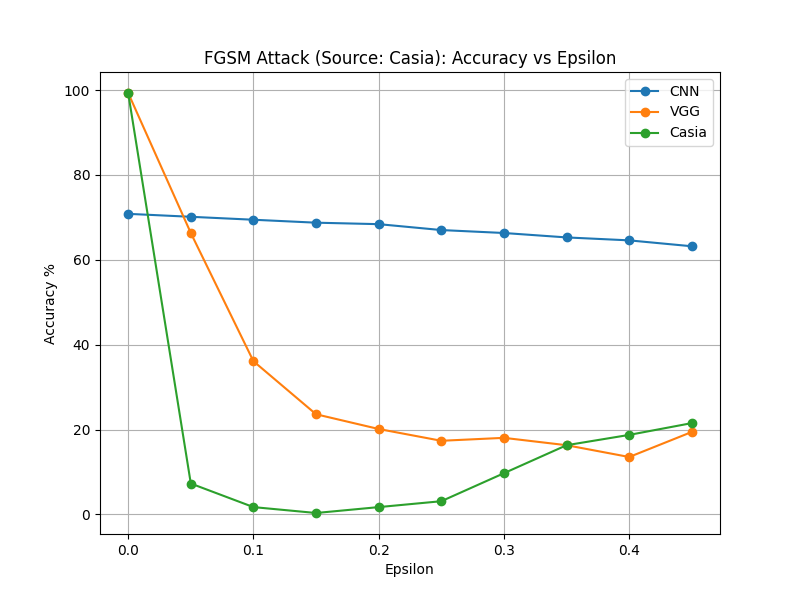 FGSM Attack (Source: Casia): Accuracy vs Epsilon
CNN
VGG
Casia
Accuracy %
100
80
60
40
20
0
0.0 0.1 0.2 0.3 0.4
Epsilon